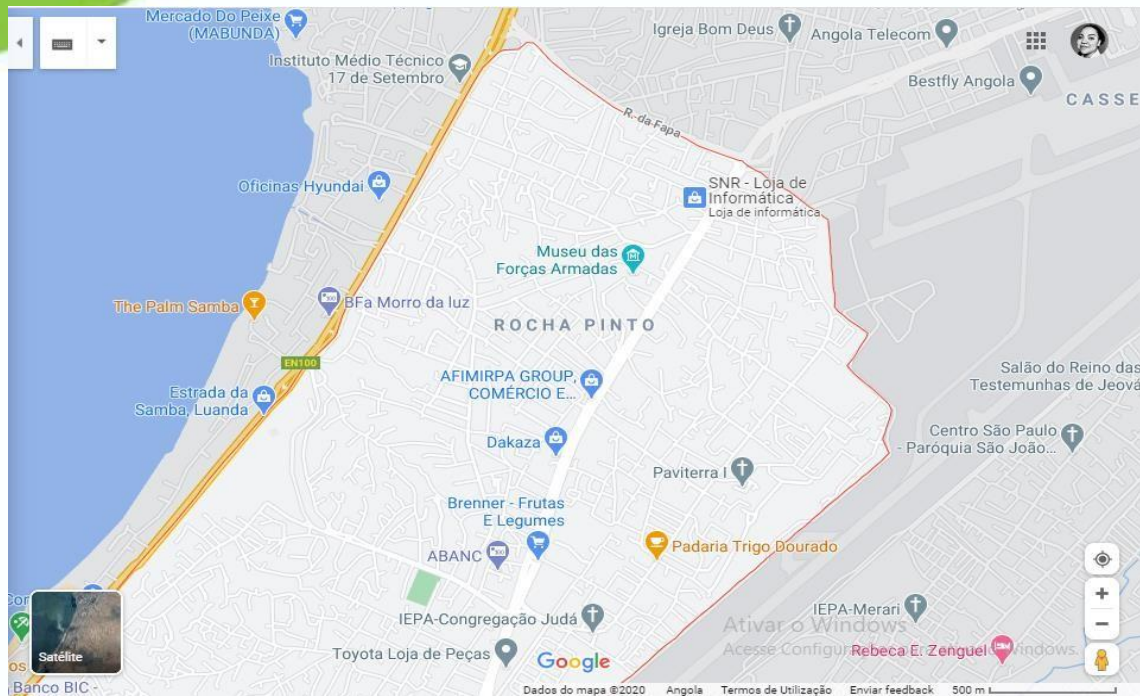 Mercado Do Peixe
(MABUNDA)
Igreja Bom Deus
Angola Telecom
Instituto Médio Técnico
17 de Setembro
Bestfly Angola
CASSE
R. da Fapa
Oficinas Hyundai
SNR - Loja de
Informática
Loja de informática
Museu das
Forças Armadas
The Palm Samba
BFa Morro da luz
ROCHA PINTO
EN100
Salão do Reino das
Testemunhas de Jeová
Estrada da
Samba, Luanda
AFIMIRPA GROUP,
COMÉRCIO E...
Centro São Paulo
- Paróquia São João...
Dakaza
Paviterra I
Brenner - Frutas
E Legumes
ABANC
Padaria Trigo Dourado
IEPA-Congregação Judá
IEPA-Merari
Ativar o Windows
Rebeca E. Zenguel
Toyota Loja de Peças
Satélite
Google
Banco BIC -
Dados do mapa ©2020 Angola Termos de Utilização Enviar feedback 500 m